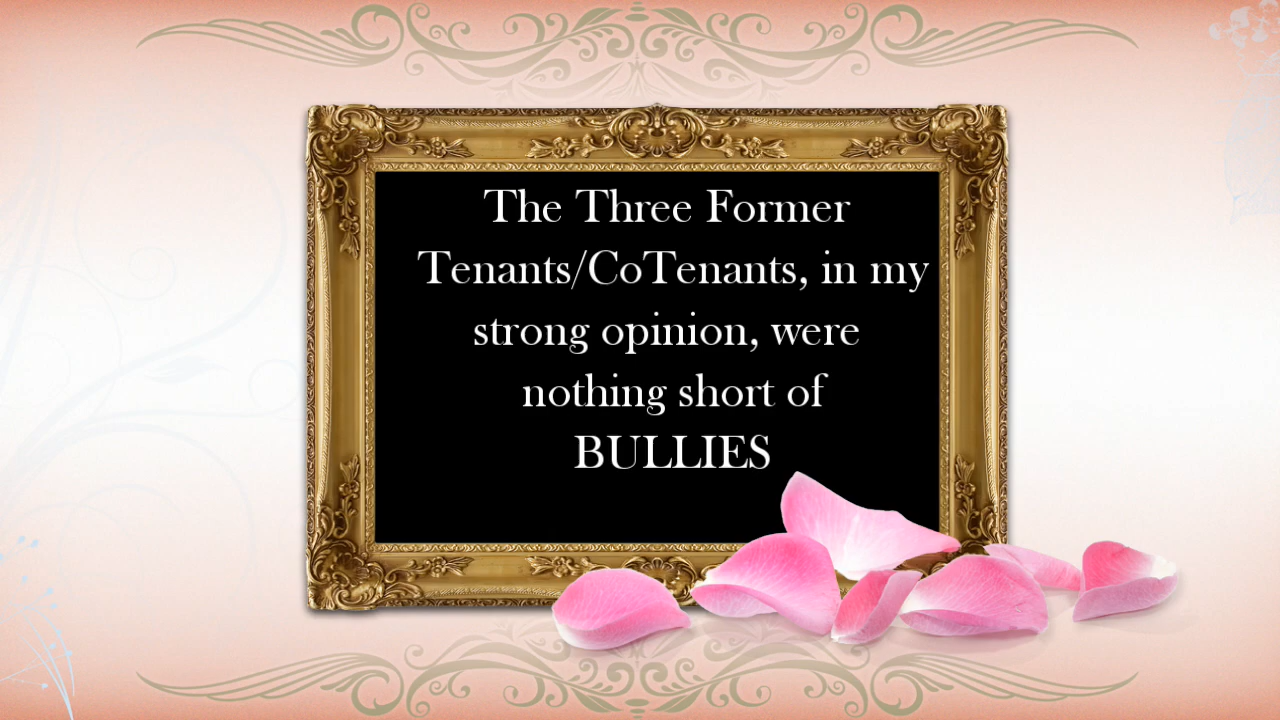 The Three Former
Tenants/CoTenants, in my
strong opinion, were
nothing short of
BULLIES